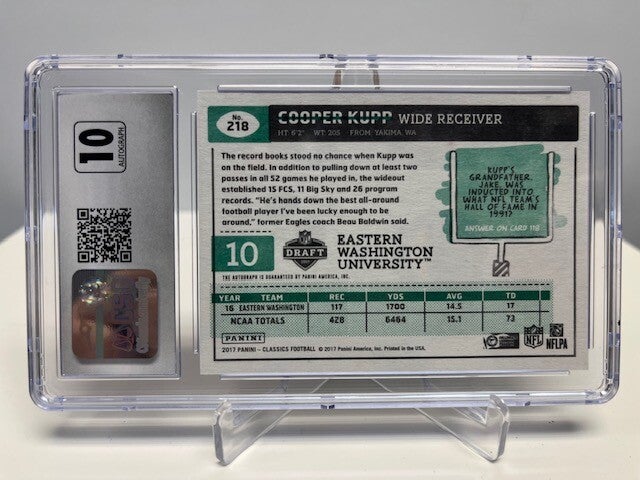 10
AUTOGRAPH
No.
218
COOPER KUPP WIDE RECEIVER
HT 6'2" WT: 205 FROM: YAKIMA, WA
The record books stood no chance when Kupp was
on the field. In addition to pulling down at least two
passes in all 52 games he played in, the wideout
established 15 FCS, 11 Big Sky and 26 program
records. "He's hands down the best all-around
football player I've been lucky enough to be
around," former Eagles coach Beau Baldwin said.
KUPP'S
GRANDFATHER,
JAKE, WAS
INDUCTED INTO
WHAT NFL TEAM'S
HALL OF FAME IN
1991?
ANSWER ON CARD 118
10
NFL
DRAFT
EASTERN
WASHINGTON
UNIVERSITY™
THE AUTOGRAPH IS GUARANTEED BY PANINI AMERICA, INC.
YEAR TEAM REC YDS AVG TD
16 EASTERN WASHINGTON 117 1700 14.5 17
NCAA TOTALS 428 6464 15.1 73
PANINI
2017 PANINI - CLASSICS FOOTBALL © 2017 Panini America, Inc. Printed in the USA.
NFL
NFLPA